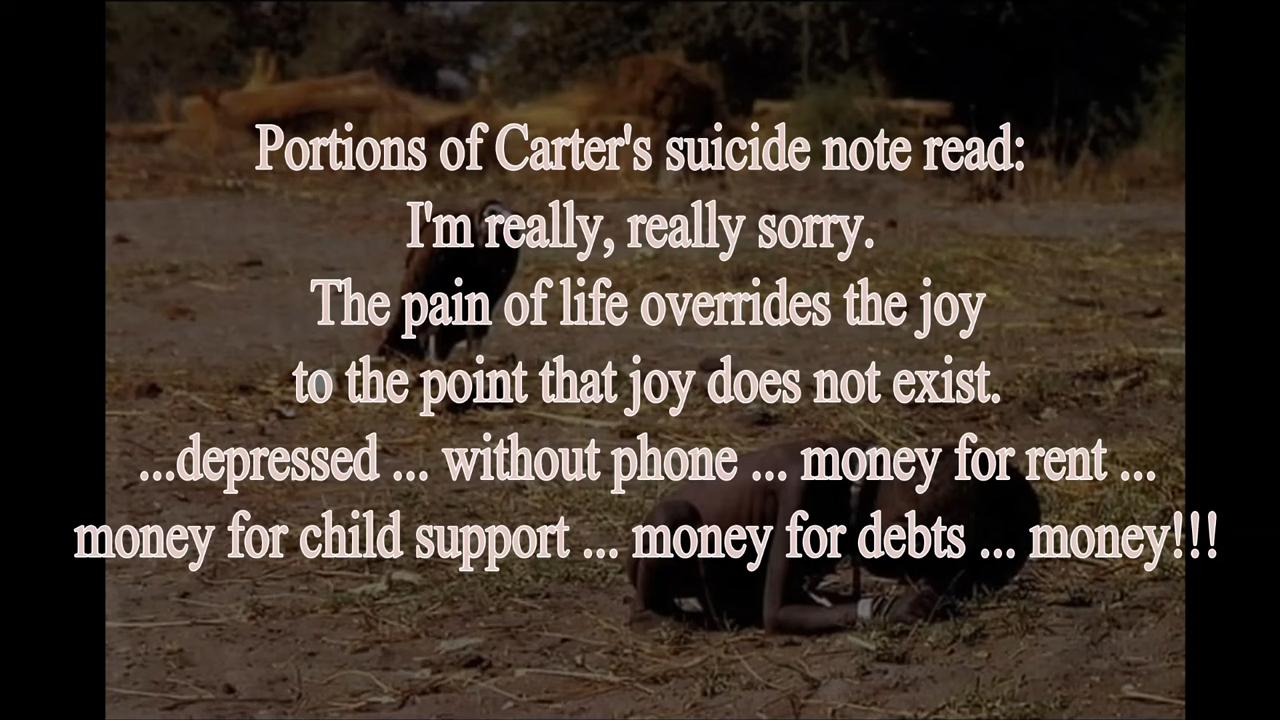 Portions of Carter's suicide note read:
I'm really, really sorry.
The pain of life overrides the joy
to the point that joy does not exist.
...depressed ... without phone ... money for rent ...
money for child support ... money for debts ... money!!!